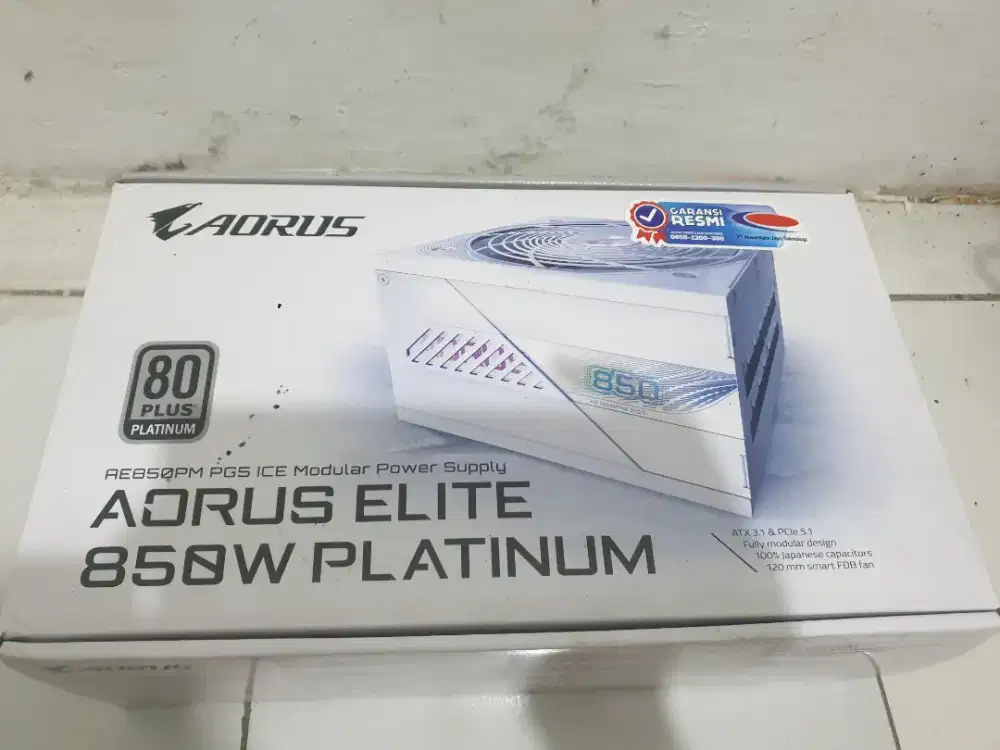 AORUS
GARANSI
RESMI
850
80
PLUS
PLATINUM
AE850PM PG5 ICE Modular Power Supply
AORUS ELITE
850W PLATINUM
ATX 3.1 & PCIe 5.1
Fully modular design
100% Japanese capacitors
120 mm smart FDB fan
AORUS